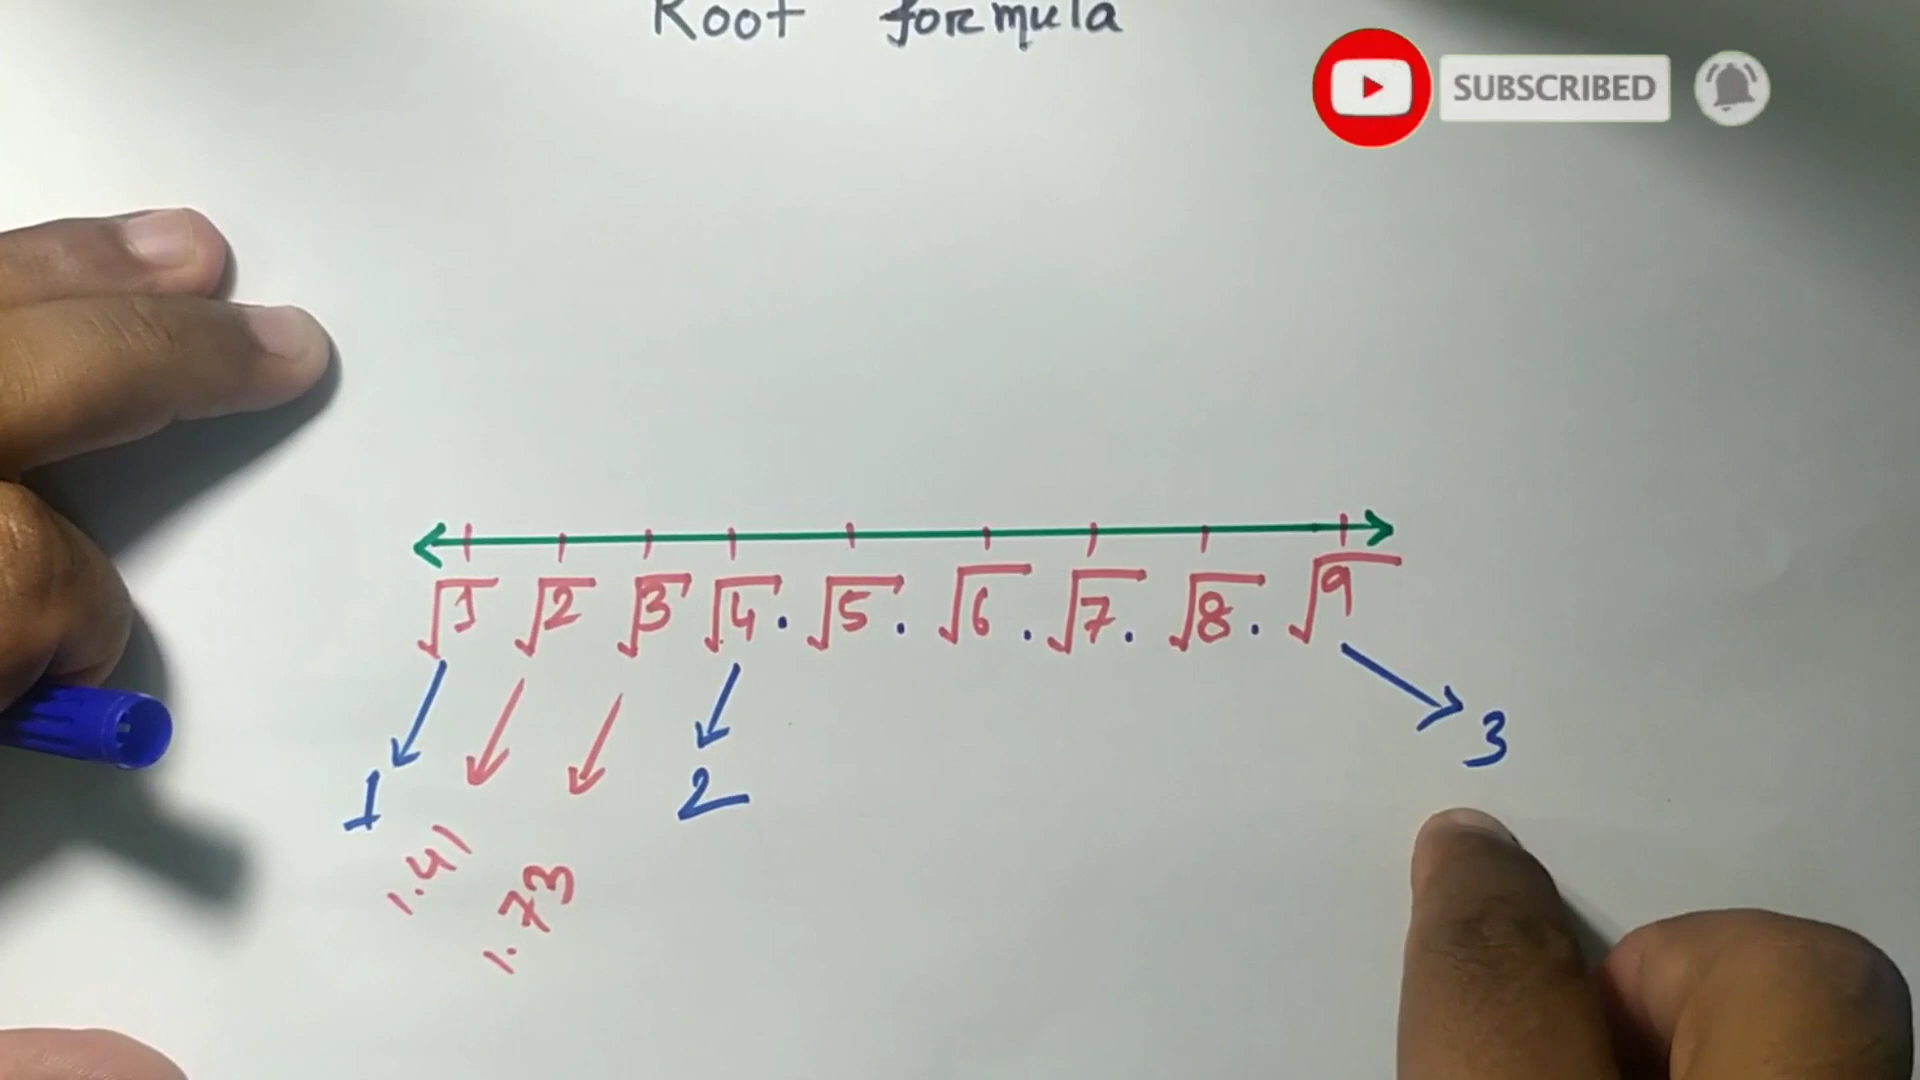 Root formula
SUBSCRIBED
√1 √2 √3 √4 . √5 . √6 . √7 . √8 . √9
3
1 2
1.41
1.73